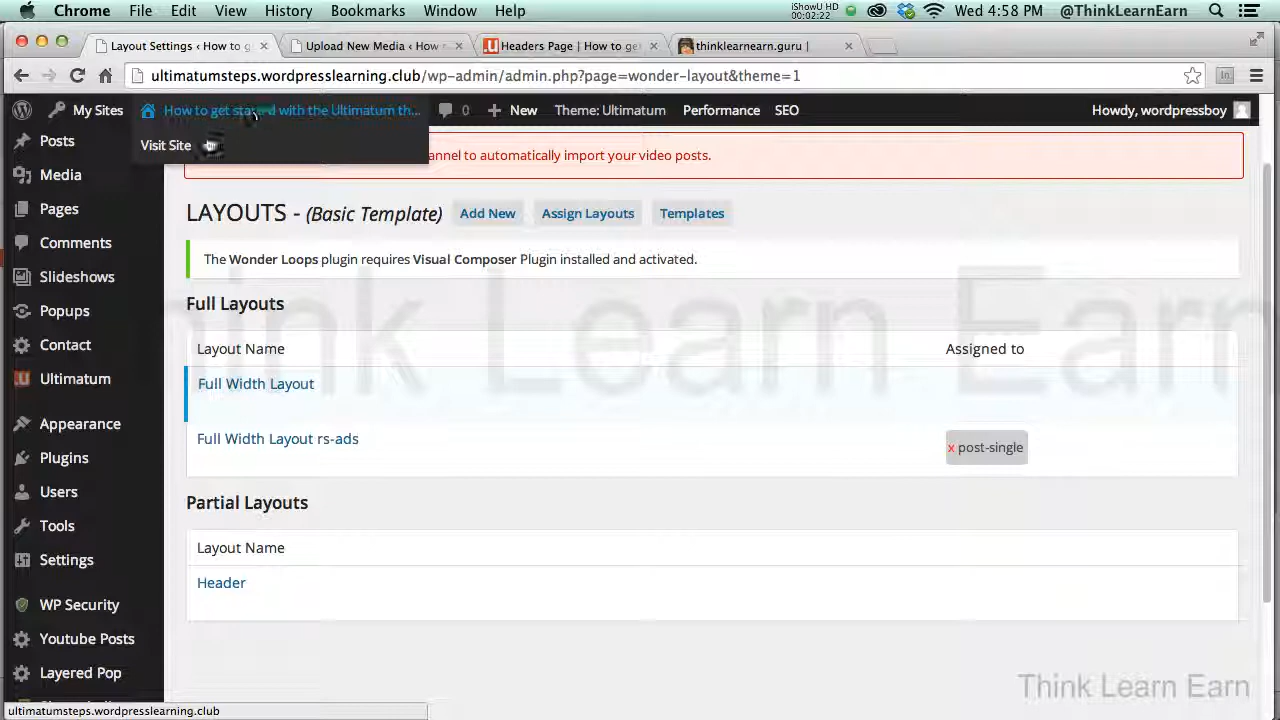 Chrome File Edit View History Bookmarks Window Help iShowU HD 00:02:22 Wed 4:58 PM @ThinkLearnEarn
Layout Settings ‹ How to g × Upload New Media ‹ How × Headers Page | How to ge × thinklearnearn.guru | ×
ultimatumsteps.wordpresslearning.club/wp-admin/admin.php?page=wonder-layout&theme=1
My Sites How to get started with the Ultimatum th... 0 New Theme: Ultimatum Performance SEO Howdy, wordpressboy
Visit Site
annel to automatically import your video posts.
Posts
Media
Pages
Comments
Slideshows
Popups
Contact
Ultimatum
Appearance
Plugins
Users
Tools
Settings
WP Security
Youtube Posts
Layered Pop
LAYOUTS - (Basic Template) Add New Assign Layouts Templates
The Wonder Loops plugin requires Visual Composer Plugin installed and activated.
Think Learn Earn
Full Layouts
Layout Name Assigned to
Full Width Layout
Full Width Layout rs-ads x post-single
Partial Layouts
Layout Name
Header
Think Learn Earn
ultimatumsteps.wordpresslearning.club